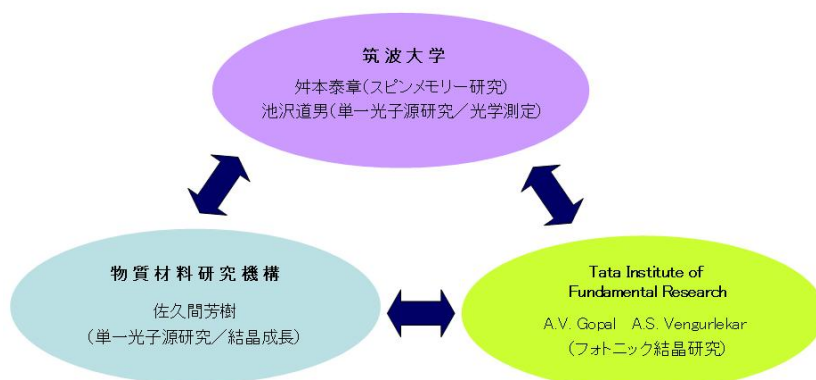 筑波大学
舛本泰章(スピンメモリー研究)
池沢道男(単一光子源研究／光学測定)
物質材料研究機構
佐久間芳樹
(単一光子源研究／結晶成長)
Tata Institute of
Fundamental Research
A.V. Gopal A.S. Vengurlekar
(フォトニック結晶研究)